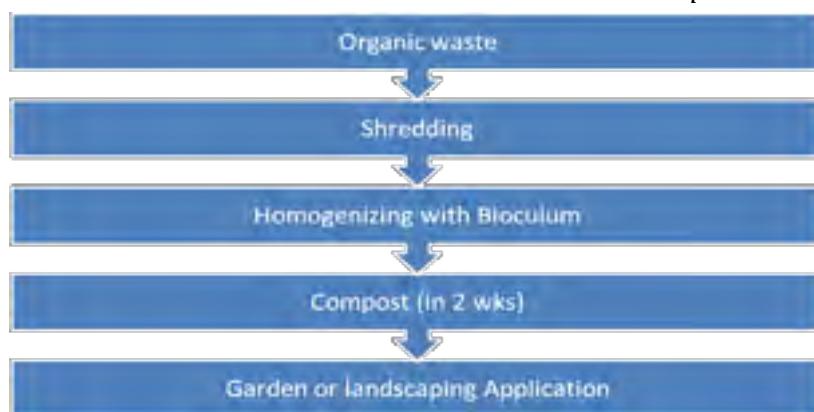 Organic waste
Shredding
Homogenizing with Bioculum
Compost (in 2 wks)
Garden or landscaping Application